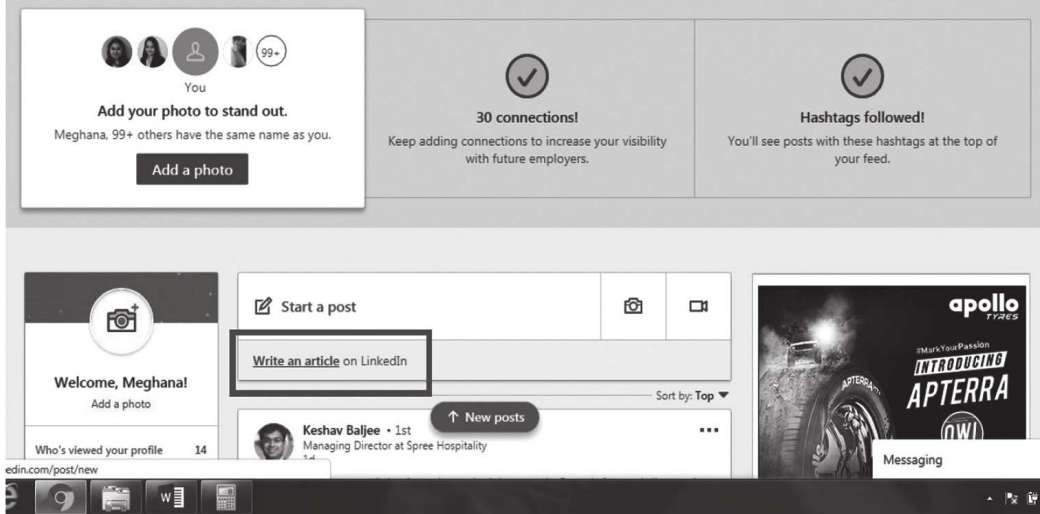 99+
You
Add your photo to stand out.
Meghana, 99+ others have the same name as you.
Add a photo
30 connections!
Keep adding connections to increase your visibility
with future employers.
Hashtags followed!
You'll see posts with these hashtags at the top of
your feed.
Welcome, Meghana!
Add a photo
Who's viewed your profile 14
Start a post
Write an article on LinkedIn
Sort by: Top
New posts
Keshav Baljee • 1st
Managing Director at Spree Hospitality
1d
apollo
TYRES
#MarkYourPassion
INTRODUCING
APTERRA
APTERRA
Messaging
edin.com/post/new
W